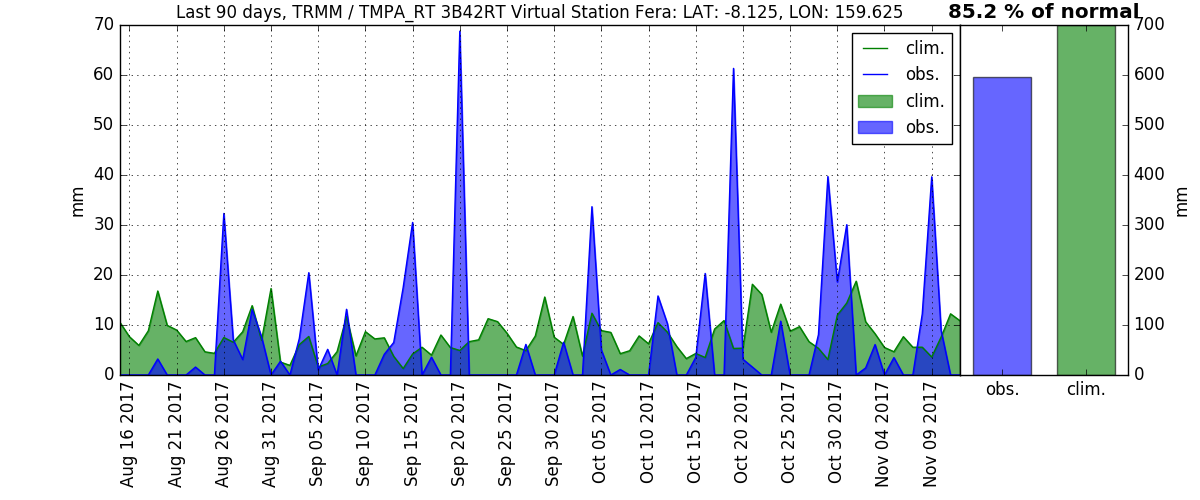 Last 90 days, TRMM / TMPA_RT 3B42RT Virtual Station Fera: LAT: -8.125, LON: 159.625
85.2 % of normal
70
60
50
40
30
20
10
0
mm
clim.
obs.
clim.
obs.
700
600
500
400
300
200
100
0
mm
obs.
clim.
Aug 16 2017
Aug 21 2017
Aug 26 2017
Aug 31 2017
Sep 05 2017
Sep 10 2017
Sep 15 2017
Sep 20 2017
Sep 25 2017
Sep 30 2017
Oct 05 2017
Oct 10 2017
Oct 15 2017
Oct 20 2017
Oct 25 2017
Oct 30 2017
Nov 04 2017
Nov 09 2017